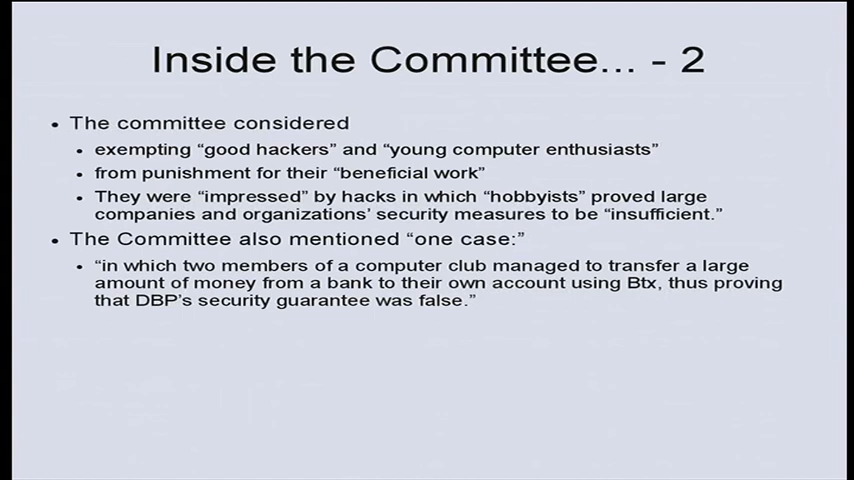 Inside the Committee... - 2
• The committee considered
• exempting “good hackers” and “young computer enthusiasts”
• from punishment for their “beneficial work”
• They were “impressed” by hacks in which “hobbyists” proved large
companies and organizations’ security measures to be “insufficient.”
• The Committee also mentioned “one case:”
• “in which two members of a computer club managed to transfer a large
amount of money from a bank to their own account using Btx, thus proving
that DBP’s security guarantee was false.”